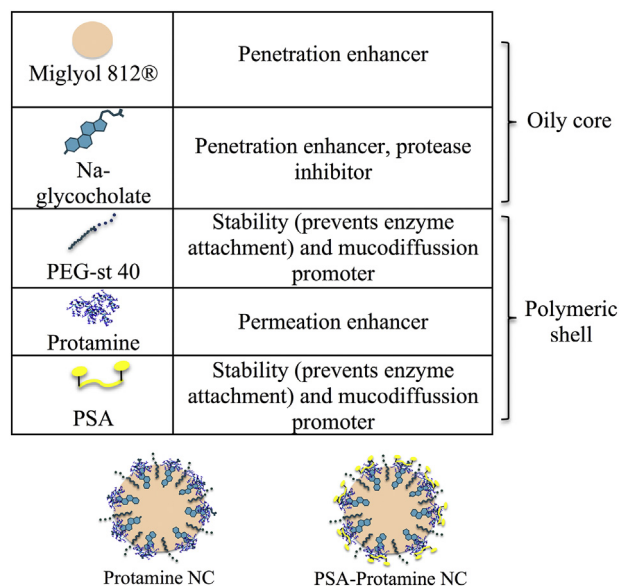 Miglyol 812®
Penetration enhancer
Na-
glycocholate
Penetration enhancer, protease
inhibitor
Oily core
PEG-st 40
Stability (prevents enzyme
attachment) and mucodiffussion
promoter
Protamine
Permeation enhancer
PSA
Stability (prevents enzyme
attachment) and mucodiffussion
promoter
Polymeric
shell
Protamine NC
PSA-Protamine NC